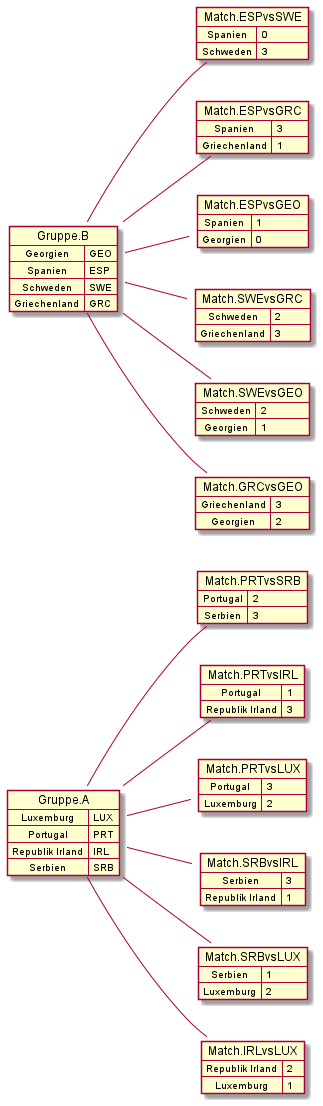 Match.ESPvsSWE
Spanien 0
Schweden 3
Match.ESPvsGRC
Spanien 3
Griechenland 1
Match.ESPvsGEO
Spanien 1
Georgien 0
Gruppe.B
Georgien GEO
Spanien ESP
Schweden SWE
Griechenland GRC
Match.SWEvsGRC
Schweden 2
Griechenland 3
Match.SWEvsGEO
Schweden 2
Georgien 1
Match.GRCvsGEO
Griechenland 3
Georgien 2
Match.PRTvsSRB
Portugal 2
Serbien 3
Match.PRTvsIRL
Portugal 1
Republik Irland 3
Match.PRTvsLUX
Portugal 3
Luxemburg 2
Gruppe.A
Luxemburg LUX
Portugal PRT
Republik Irland IRL
Serbien SRB
Match.SRBvsIRL
Serbien 3
Republik Irland 1
Match.SRBvsLUX
Serbien 1
Luxemburg 2
Match.IRLvsLUX
Republik Irland 2
Luxemburg 1